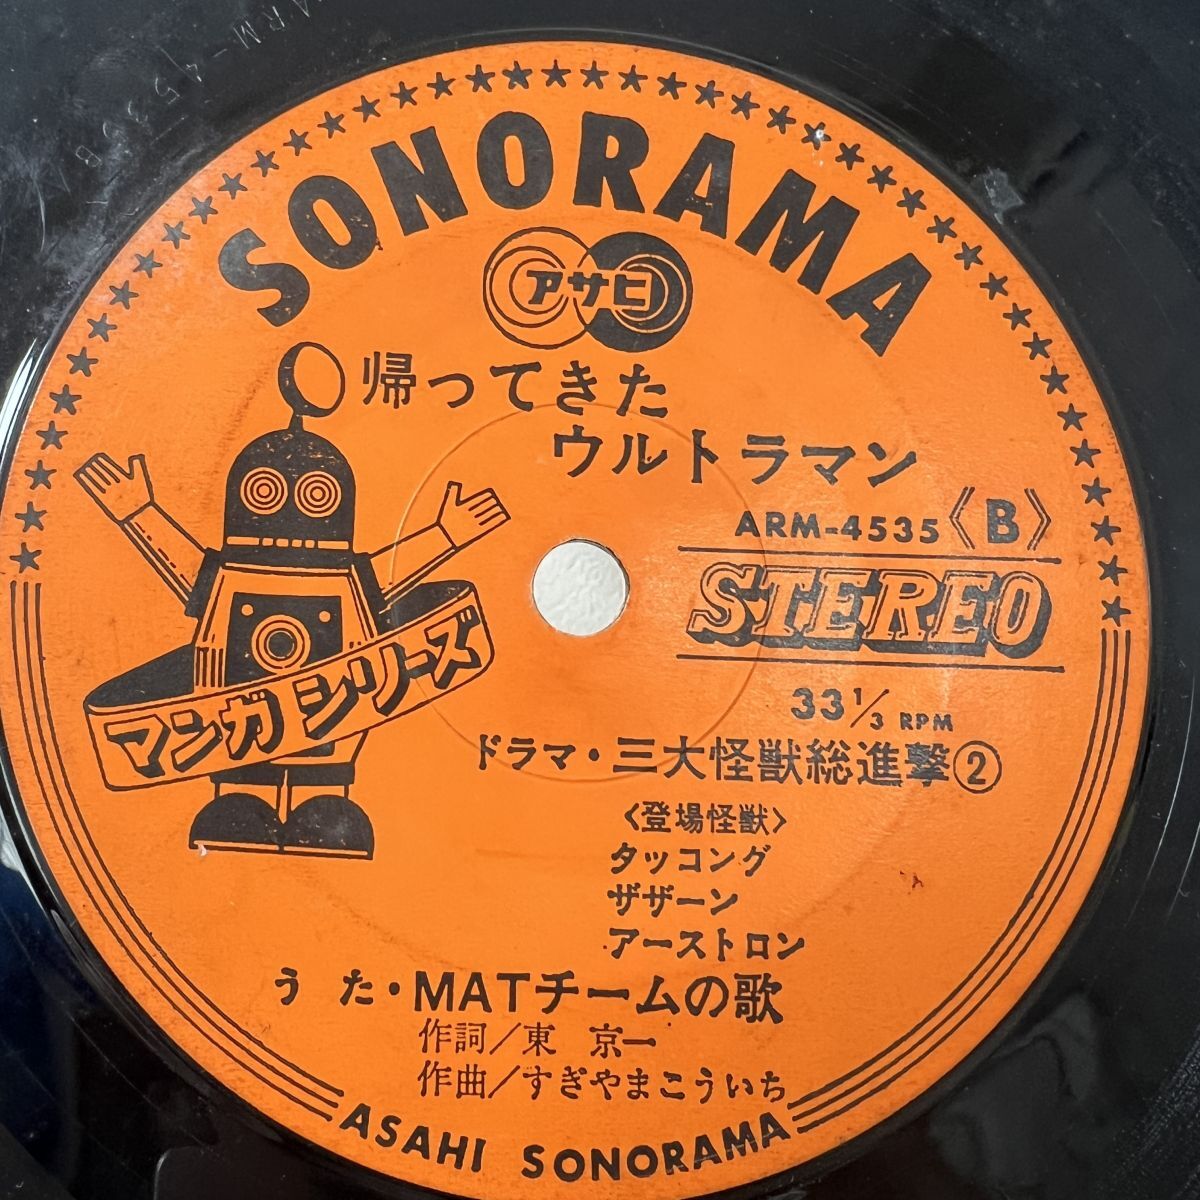 SONORAMA
アサヒ
帰ってきた
ウルトラマン
ARM-4535 《B》
STEREO
33 1/3 RPM
マンガシリーズ
ドラマ・三大怪獣総進撃②
〈登場怪獣〉
タッコング
ザザーン
アーストロン
うた・MATチームの歌
作詞/東 京一
作曲/すぎやまこういち
ASAHI SONORAMA
ARM-4535B